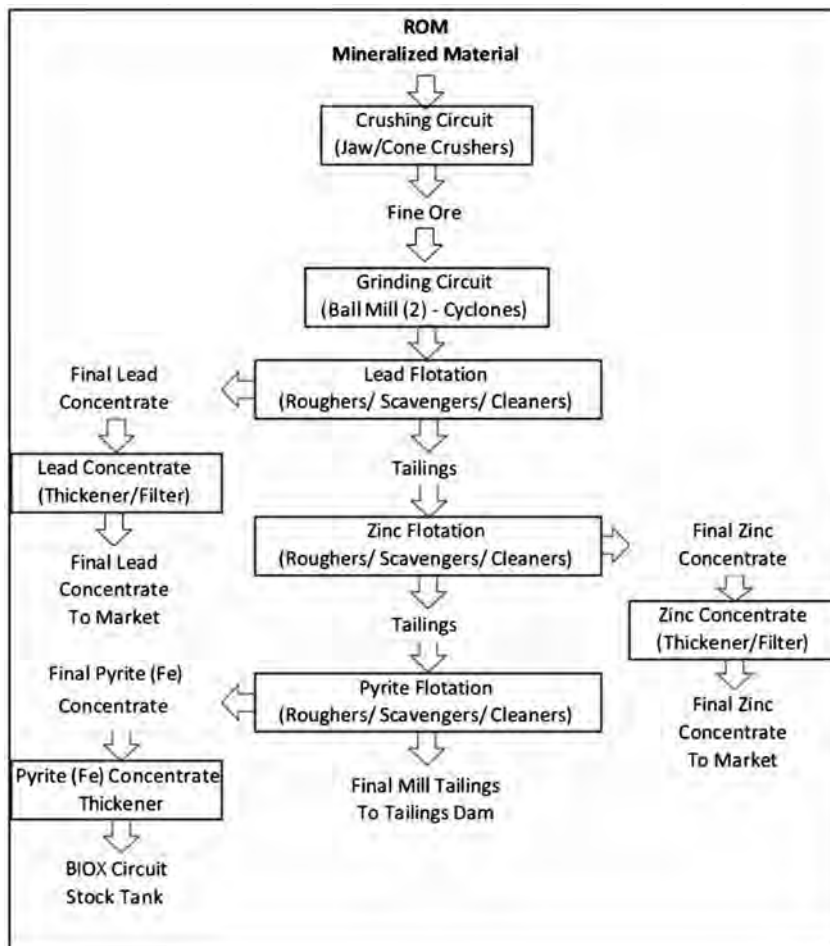 ROM
Mineralized Material
Crushing Circuit
(Jaw/Cone Crushers)
Fine Ore
Grinding Circuit
(Ball Mill (2) - Cyclones)
Final Lead
Concentrate
Lead Flotation
(Roughers/ Scavengers/ Cleaners)
Lead Concentrate
(Thickener/Filter)
Tailings
Final Lead
Concentrate
To Market
Zinc Flotation
(Roughers/ Scavengers/ Cleaners)
Final Zinc
Concentrate
Tailings
Zinc Concentrate
(Thickener/Filter)
Final Pyrite (Fe)
Concentrate
Pyrite Flotation
(Roughers/ Scavengers/ Cleaners)
Final Zinc
Concentrate
To Market
Pyrite (Fe) Concentrate
Thickener
Final Mill Tailings
To Tailings Dam
BIOX Circuit
Stock Tank